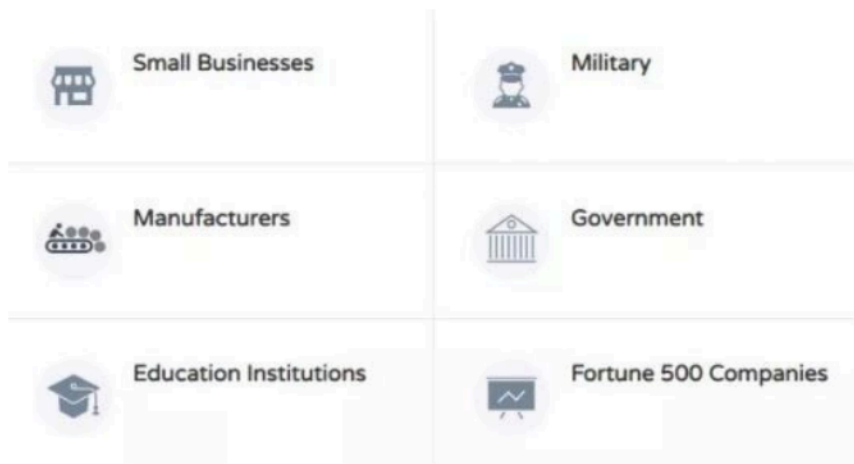 Small Businesses
Military
Manufacturers
Government
Education Institutions
Fortune 500 Companies